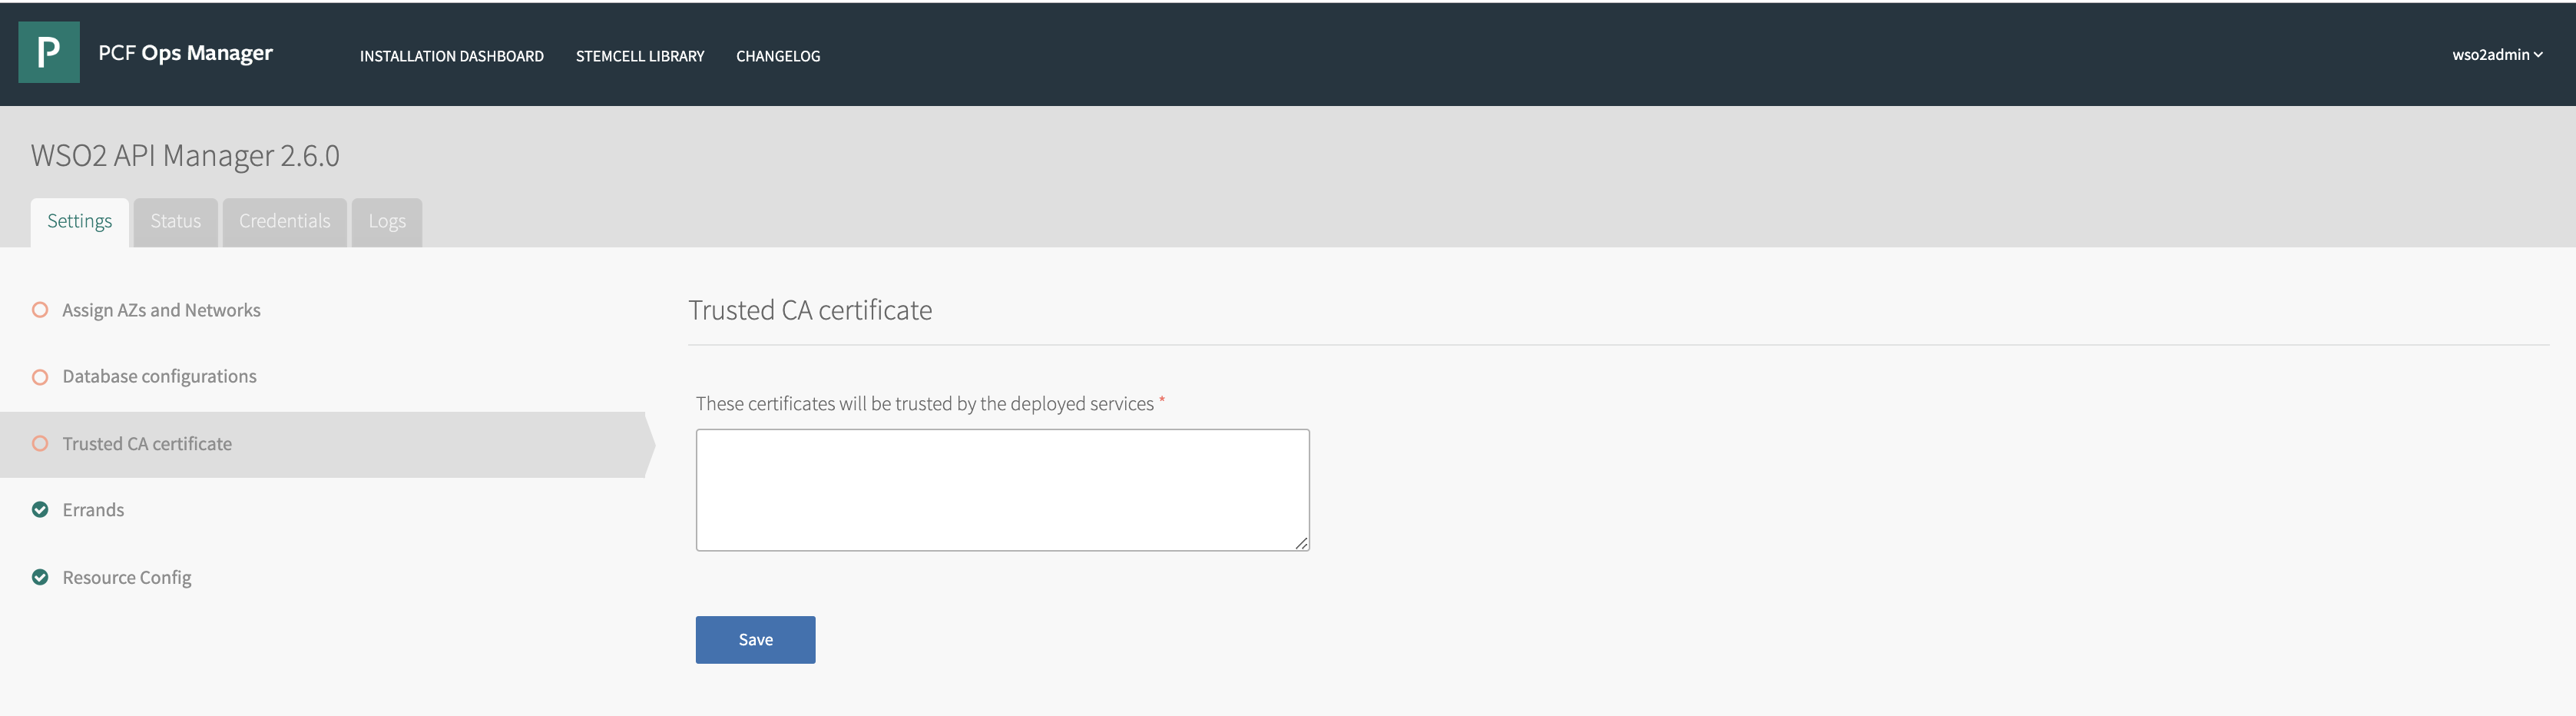 P PCF Ops Manager INSTALLATION DASHBOARD STEMCELL LIBRARY CHANGELOG wso2admin
WSO2 API Manager 2.6.0
Settings Status Credentials Logs
Assign AZs and Networks
Database configurations
Trusted CA certificate
Errands
Resource Config
Trusted CA certificate
These certificates will be trusted by the deployed services *
Save